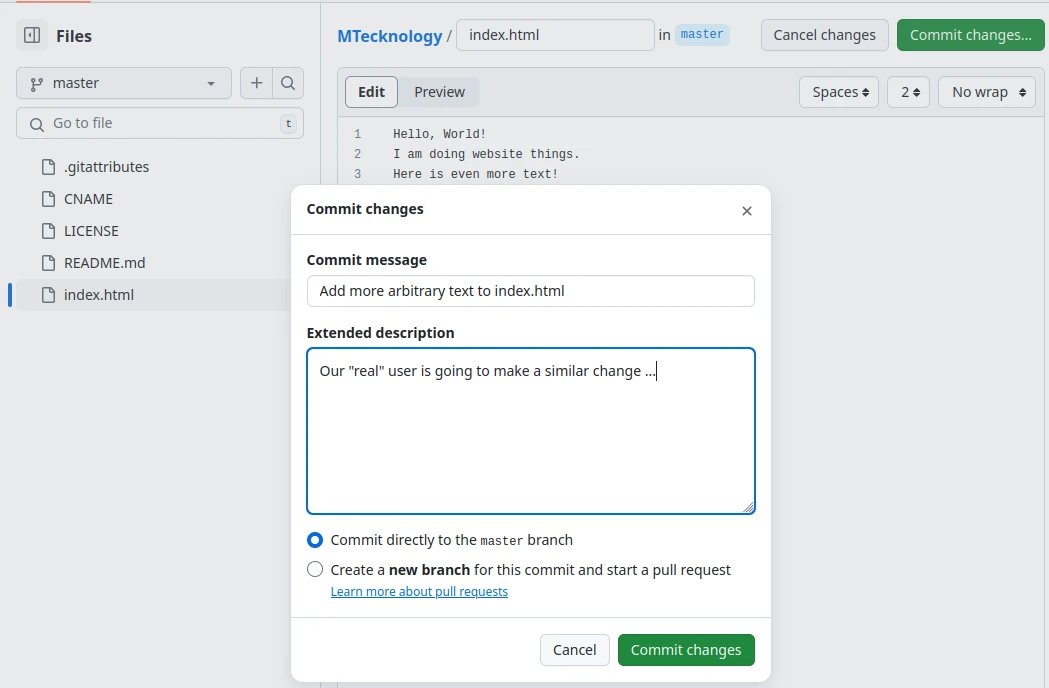 Files
MTecknology / index.html in master Cancel changes Commit changes...
master
Edit Preview Spaces 2 No wrap
Go to file t
1 Hello, World!
2 I am doing website things.
3 Here is even more text!
.gitattributes
CNAME
LICENSE
README.md
index.html
Commit changes
Commit message
Add more arbitrary text to index.html
Extended description
Our "real" user is going to make a similar change ...
Commit directly to the master branch
Create a new branch for this commit and start a pull request
Learn more about pull requests
Cancel Commit changes